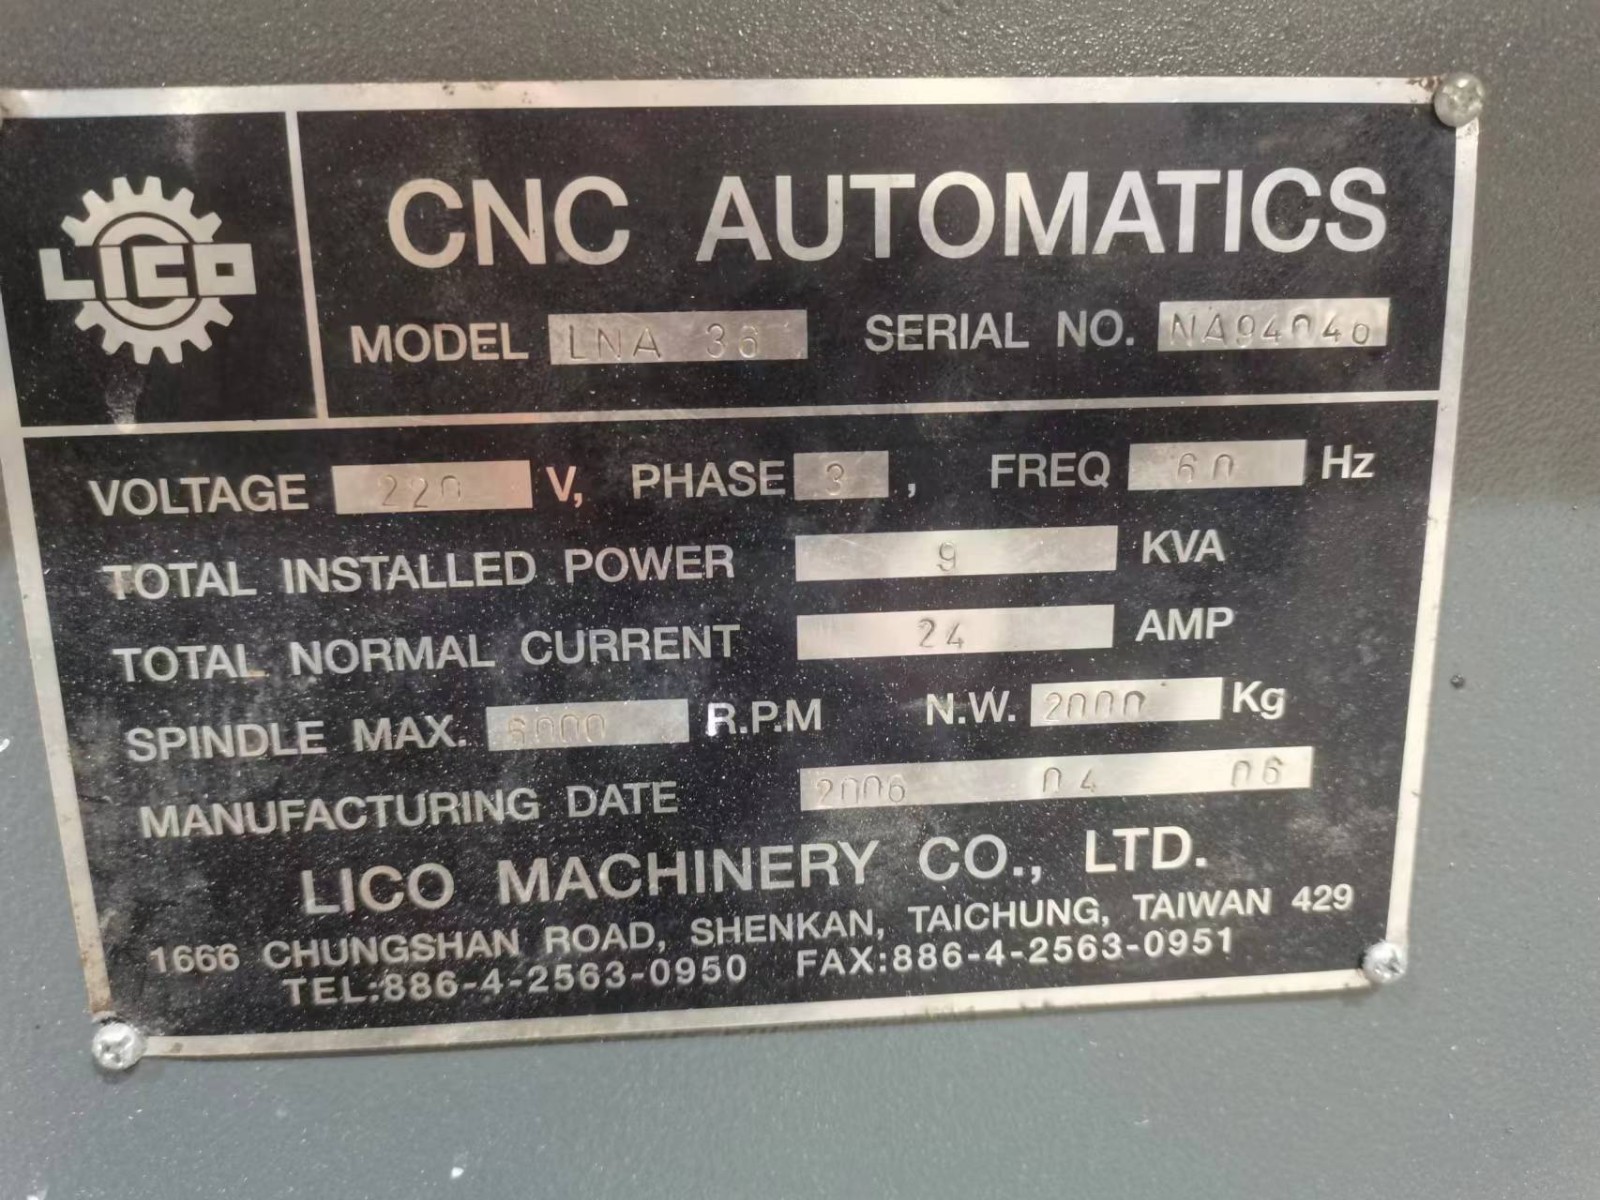 LICO
CNC AUTOMATICS
MODEL LNA 36 SERIAL NO. NA94046
VOLTAGE 220 V, PHASE 3, FREQ 60 Hz
TOTAL INSTALLED POWER 9 KVA
TOTAL NORMAL CURRENT 24 AMP
SPINDLE MAX. 6000 R.P.M N.W. 2000 Kg
MANUFACTURING DATE 2006 04 06
LICO MACHINERY CO., LTD.
1666 CHUNGSHAN ROAD, SHENKAN, TAICHUNG, TAIWAN 429
TEL:886-4-2563-0950 FAX:886-4-2563-0951